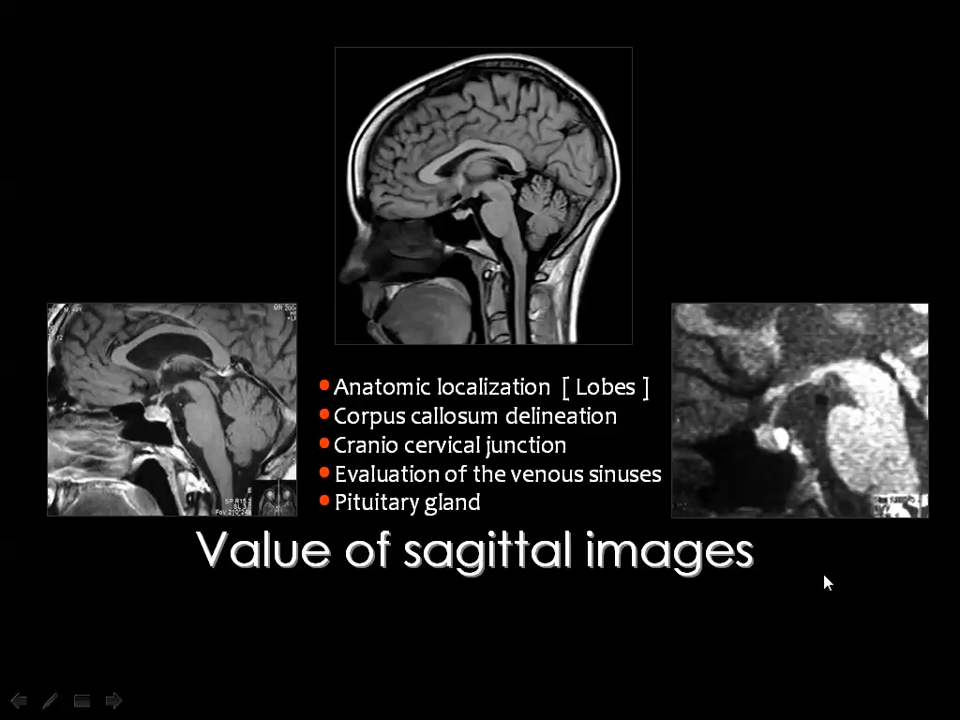 Anatomic localization [ Lobes ]
Corpus callosum delineation
Cranio cervical junction
Evaluation of the venous sinuses
Pituitary gland
Value of sagittal images